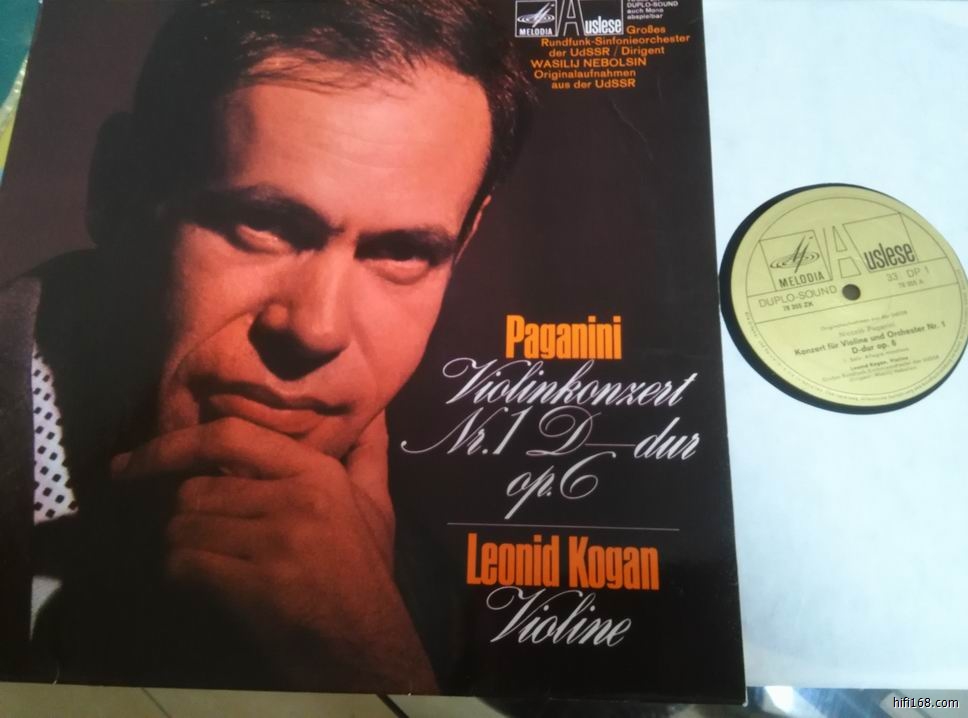 MELODIA
Auslese
DUPLO-SOUND
auch Mono
abspielbar
Großes
Rundfunk-Sinfonieorchester
der UdSSR / Dirigent
WASILIJ NEBOLSIN
Originalaufnahmen
aus der UdSSR
Paganini
Violinkonzert
Nr.1 D-dur
op.6
Leonid Kogan
Violine
MELODIA
Auslese
DUPLO-SOUND
33 DP 1
Niccolò Paganini
Konzert für Violine und Orchester Nr. 1
D-dur op. 6
Leonid Kogan, Violine
hifi168.com